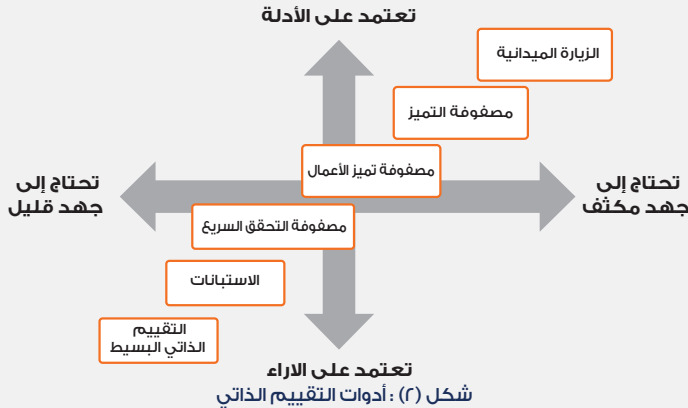 تعتمد على الأدلة
الزيارة الميدانية
مصفوفة التميز
مصفوفة تميز الأعمال
تحتاج إلى
جهد مكثف
تحتاج إلى
جهد قليل
مصفوفة التحقق السريع
الاستبانات
التقييم
الذاتي البسيط
تعتمد على الاراء
شكل (٢) : أدوات التقييم الذاتي